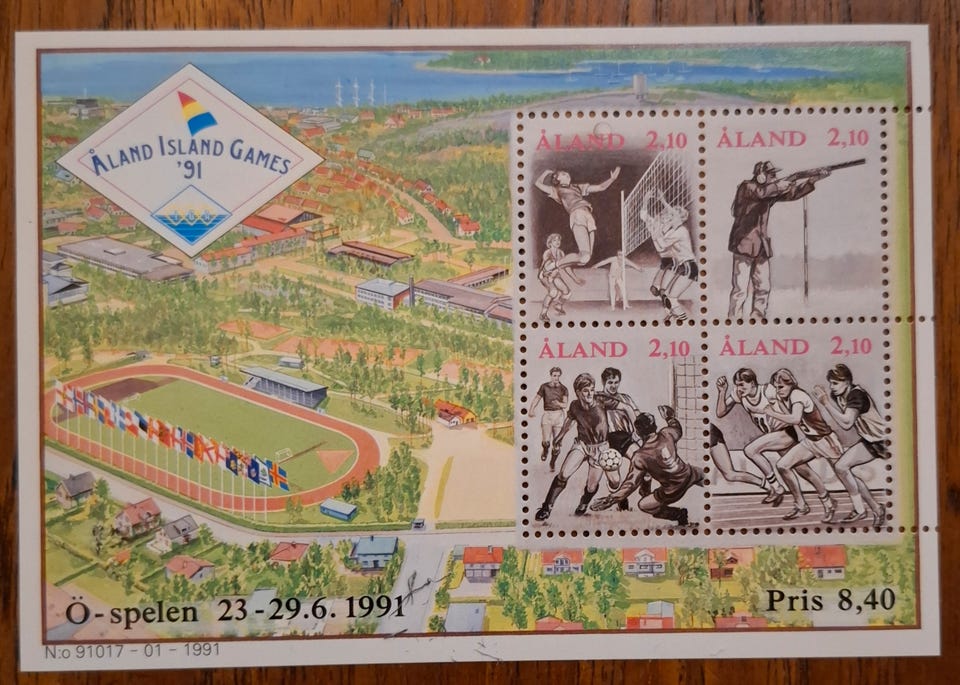 ÅLAND ISLAND GAMES
'91
ÅLAND 2,10
ÅLAND 2,10
ÅLAND 2,10
ÅLAND 2,10
Ö-spelen 23-29.6.1991
Pris 8,40
N:o 91017 - 01 - 1991